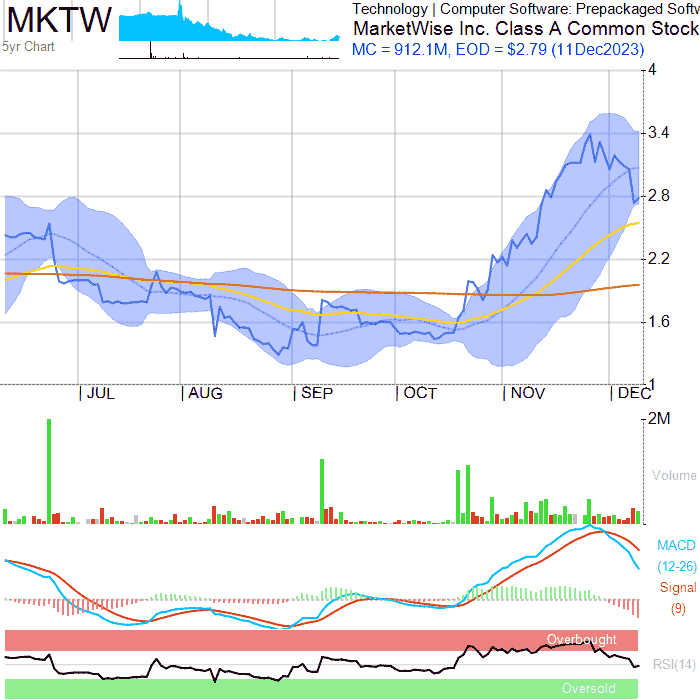 MKTW
5yr Chart
Technology | Computer Software: Prepackaged Softw
MarketWise Inc. Class A Common Stock
MC = 912.1M, EOD = $2.79 (11Dec2023)
4
3.4
2.8
2.2
1.6
1
JUL AUG SEP OCT NOV DEC
2M
Volume
MACD
(12-26)
Signal
(9)
Overbought
RSI(14)
Oversold